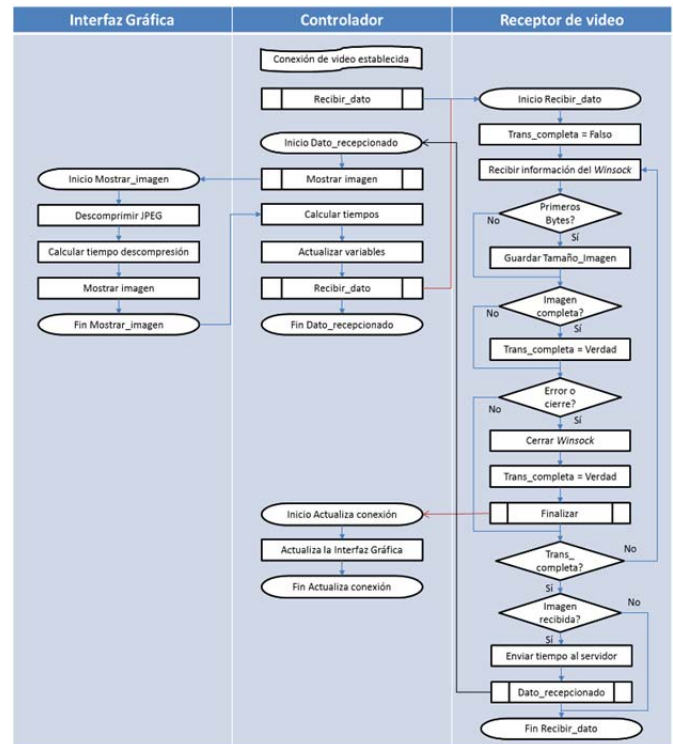 Interfaz Gráfica
Controlador
Receptor de video
Conexión de video establecida
Recibir_dato
Inicio Dato_recepcionado
Mostrar imagen
Calcular tiempos
Actualizar variables
Recibir_dato
Fin Dato_recepcionado
Inicio Mostrar_imagen
Descomprimir JPEG
Calcular tiempo descompresión
Mostrar imagen
Fin Mostrar_imagen
Inicio Actualiza conexión
Actualiza la Interfaz Gráfica
Fin Actualiza conexión
Inicio Recibir_dato
Trans_completa = Falso
Recibir información del Winsock
Primeros
Bytes?
No
Sí
Guardar Tamaño_Imagen
Imagen
completa?
No
Sí
Trans_completa = Verdad
Error o
cierre?
No
Sí
Cerrar Winsock
Trans_completa = Verdad
Finalizar
Trans_
completa?
No
Sí
Imagen
recibida?
No
Sí
Enviar tiempo al servidor
Dato_recepcionado
Fin Recibir_dato